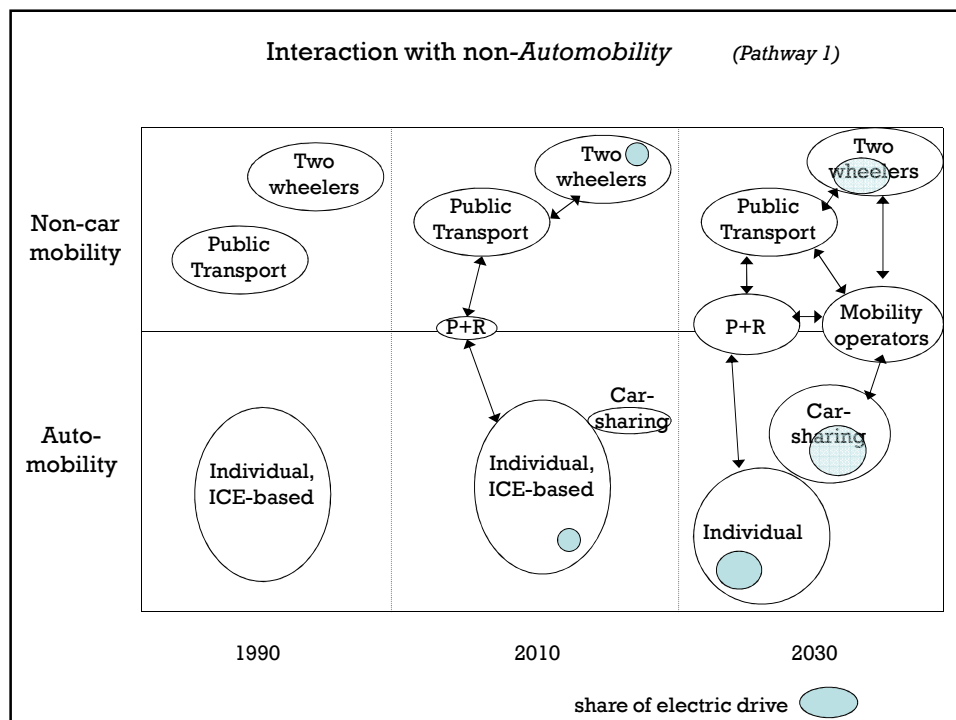 Interaction with non-Automobility (Pathway 1)
Non-car
mobility
Auto-
mobility
Two
wheelers
Public
Transport
Individual,
ICE-based
Two
wheelers
Public
Transport
P+R
Car-
sharing
Individual,
ICE-based
Two
wheelers
Public
Transport
P+R
Mobility
operators
Car-
sharing
Individual
1990
2010
2030
share of electric drive